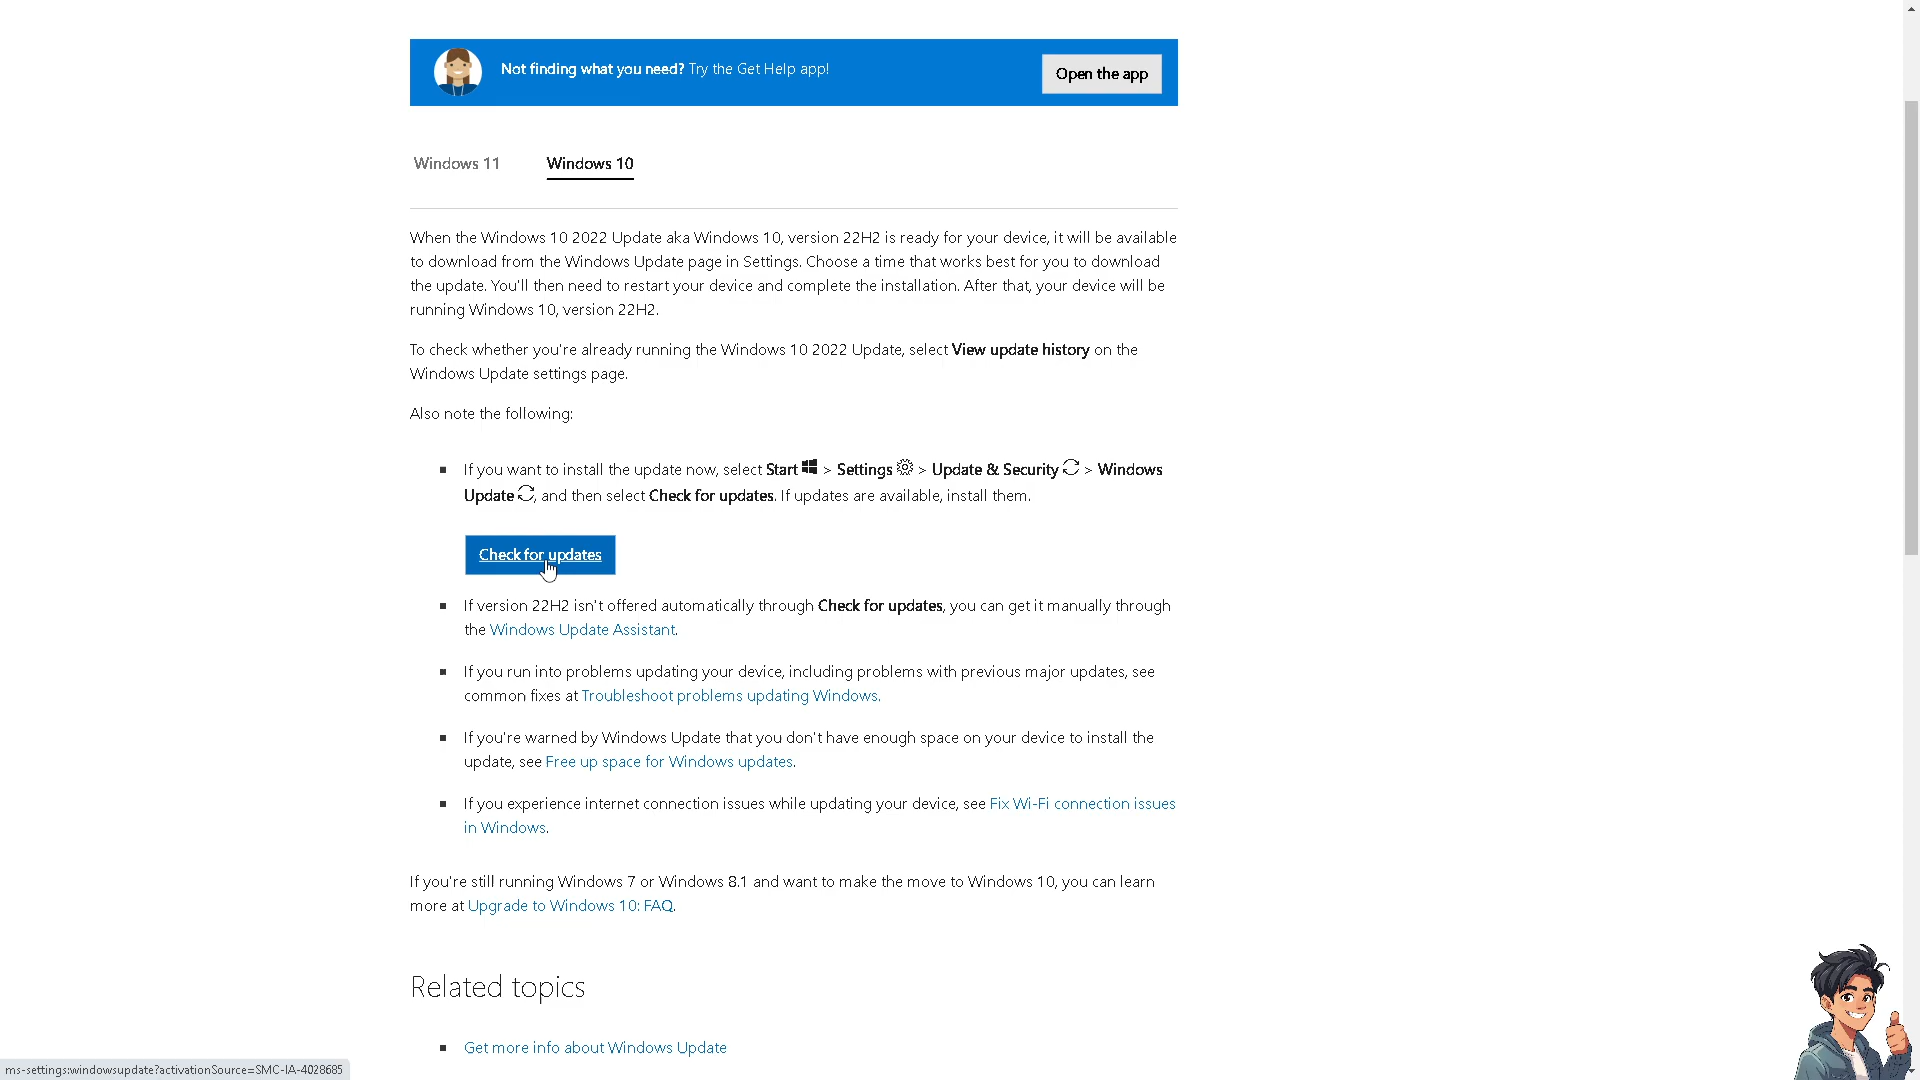 Not finding what you need? Try the Get Help app!
Open the app
Windows 11
Windows 10
When the Windows 10 2022 Update aka Windows 10, version 22H2 is ready for your device, it will be available
to download from the Windows Update page in Settings. Choose a time that works best for you to download
the update. You'll then need to restart your device and complete the installation. After that, your device will be
running Windows 10, version 22H2.
To check whether you're already running the Windows 10 2022 Update, select View update history on the
Windows Update settings page.
Also note the following:
If you want to install the update now, select Start > Settings > Update & Security > Windows
Update , and then select Check for updates. If updates are available, install them.
Check for updates
If version 22H2 isn't offered automatically through Check for updates, you can get it manually through
the Windows Update Assistant.
If you run into problems updating your device, including problems with previous major updates, see
common fixes at Troubleshoot problems updating Windows.
If you're warned by Windows Update that you don't have enough space on your device to install the
update, see Free up space for Windows updates.
If you experience internet connection issues while updating your device, see Fix Wi-Fi connection issues
in Windows.
If you're still running Windows 7 or Windows 8.1 and want to make the move to Windows 10, you can learn
more at Upgrade to Windows 10: FAQ.
Related topics
Get more info about Windows Update
ms-settings:windowsupdate?activationSource=SMC-IA-4028685